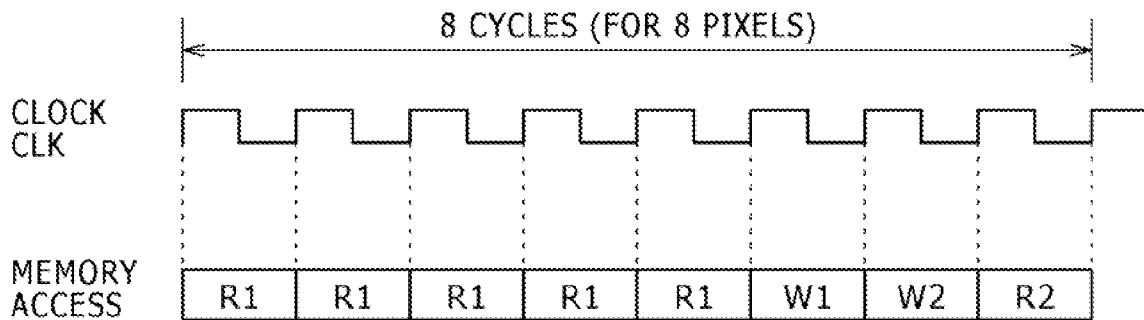 8 CYCLES (FOR 8 PIXELS)
CLOCK
CLK
MEMORY
ACCESS
R1 R1 R1 R1 R1 W1 W2 R2